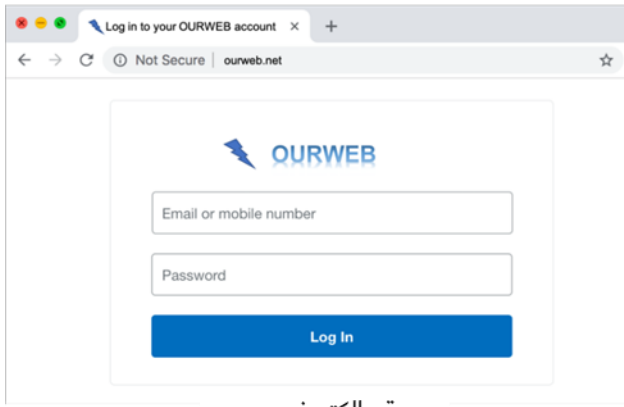 Log in to your OURWEB account
Not Secure | ourweb.net
OURWEB
Email or mobile number
Password
Log In